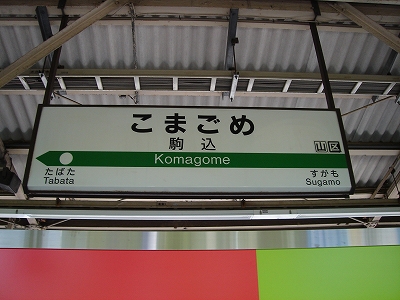 こまごめ
駒込
山区
Komagome
たばた
Tabata
すがも
Sugamo